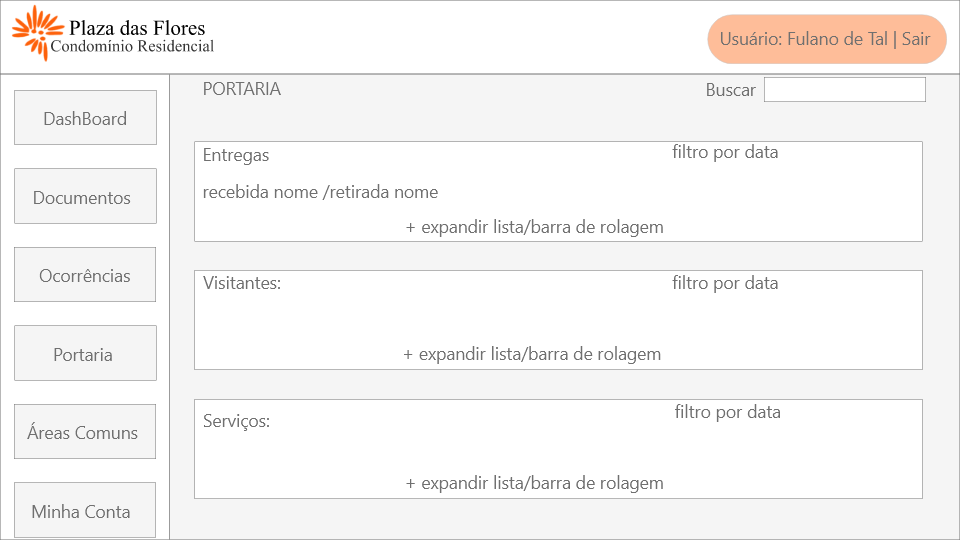 Plaza das Flores
Condomínio Residencial
Usuário: Fulano de Tal | Sair
DashBoard
Documentos
Ocorrências
Portaria
Áreas Comuns
Minha Conta
PORTARIA
Buscar
Entregas
filtro por data
recebida nome /retirada nome
+ expandir lista/barra de rolagem
Visitantes:
filtro por data
+ expandir lista/barra de rolagem
Serviços:
filtro por data
+ expandir lista/barra de rolagem